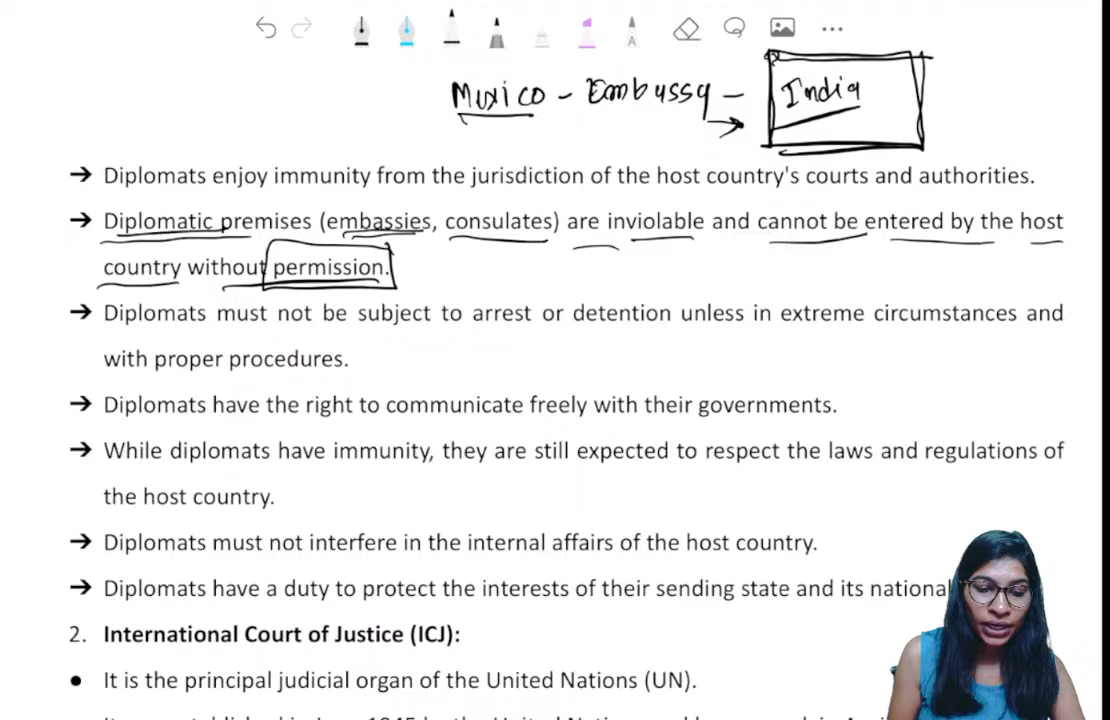 Mexico - Embassy - India
→ Diplomats enjoy immunity from the jurisdiction of the host country's courts and authorities.
→ Diplomatic premises (embassies, consulates) are inviolable and cannot be entered by the host
country without permission.
→ Diplomats must not be subject to arrest or detention unless in extreme circumstances and
with proper procedures.
→ Diplomats have the right to communicate freely with their governments.
→ While diplomats have immunity, they are still expected to respect the laws and regulations of
the host country.
→ Diplomats must not interfere in the internal affairs of the host country.
→ Diplomats have a duty to protect the interests of their sending state and its national
2. International Court of Justice (ICJ):
● It is the principal judicial organ of the United Nations (UN).